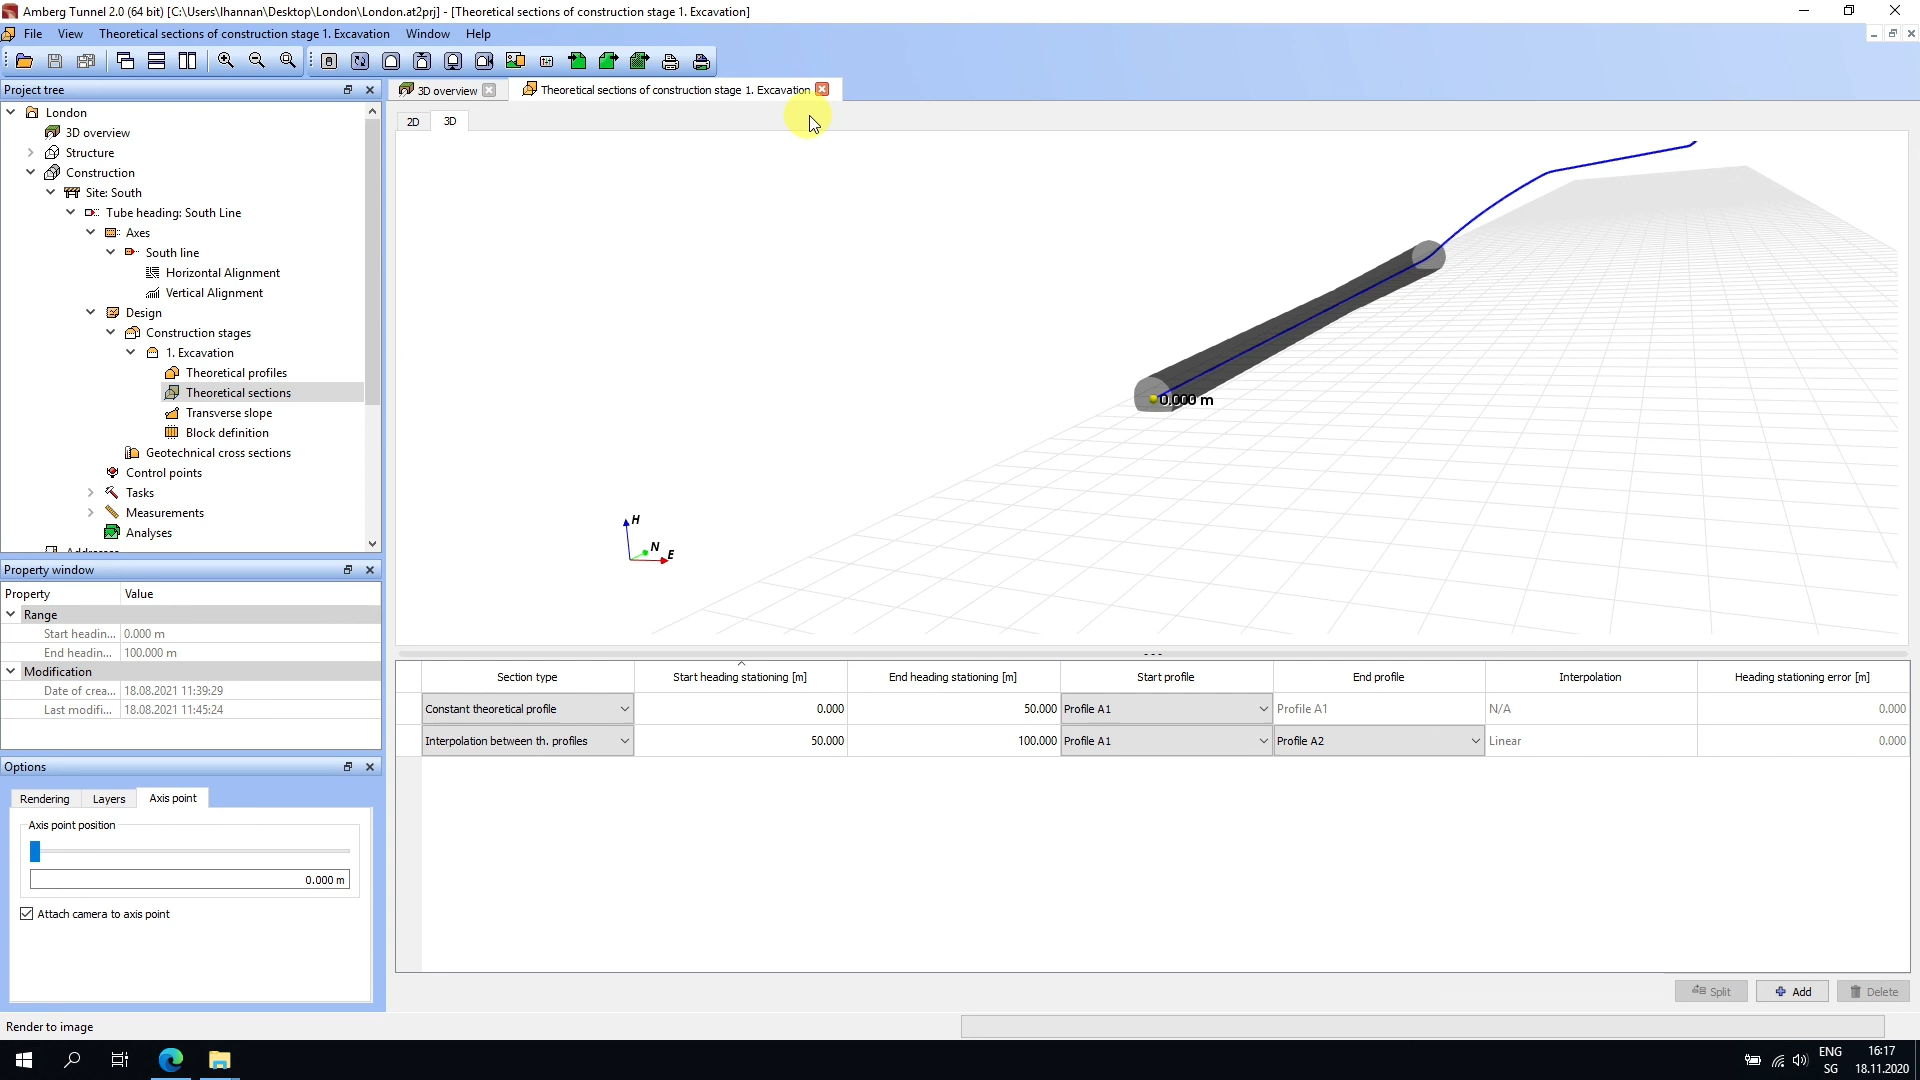 Amberg Tunnel 2.0 (64 bit) [C:\Users\lhannan\Desktop\London\London.at2prj] - [Theoretical sections of construction stage 1. Excavation]
File View Theoretical sections of construction stage 1. Excavation Window Help
Project tree
3D overview
Theoretical sections of construction stage 1. Excavation
London
3D overview
Structure
Construction
Site: South
Tube heading: South Line
Axes
South line
Horizontal Alignment
Vertical Alignment
Design
Construction stages
1. Excavation
Theoretical profiles
Theoretical sections
Transverse slope
Block definition
Geotechnical cross sections
Control points
Tasks
Measurements
Analyses
2D 3D
0.000 m
H
N
E
Property window
Property Value
Range
Start headin... 0.000 m
End headin... 100.000 m
Modification
Date of crea... 18.08.2021 11:39:29
Last modifi... 18.08.2021 11:45:24
Section type Start heading stationing [m] End heading stationing [m] Start profile End profile Interpolation Heading stationing error [m]
Constant theoretical profile 0.000 50.000 Profile A1 Profile A1 N/A 0.000
Interpolation between th. profiles 50.000 100.000 Profile A1 Profile A2 Linear 0.000
Options
Rendering Layers Axis point
Axis point position
0.000 m
Attach camera to axis point
Split Add Delete
Render to image
ENG
SG
16:17
18.11.2020